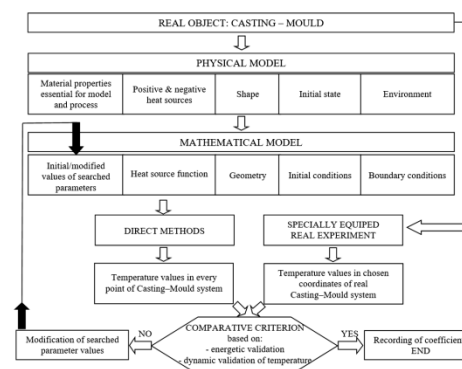 REAL OBJECT: CASTING – MOULD
PHYSICAL MODEL
Material properties
essential for model
and process
Positive & negative
heat sources
Shape
Initial state
Environment
MATHEMATICAL MODEL
Initial/modified
values of searched
parameters
Heat source function
Geometry
Initial conditions
Boundary conditions
DIRECT METHODS
SPECIALLY EQUIPED
REAL EXPERIMENT
Temperature values in every
point of Casting–Mould system
Temperature values in chosen
coordinates of real
Casting–Mould system
Modification of searched
parameter values
NO
COMPARATIVE CRITERION
based on:
- energetic validation
- dynamic validation of temperature
YES
Recording of coefficient
END